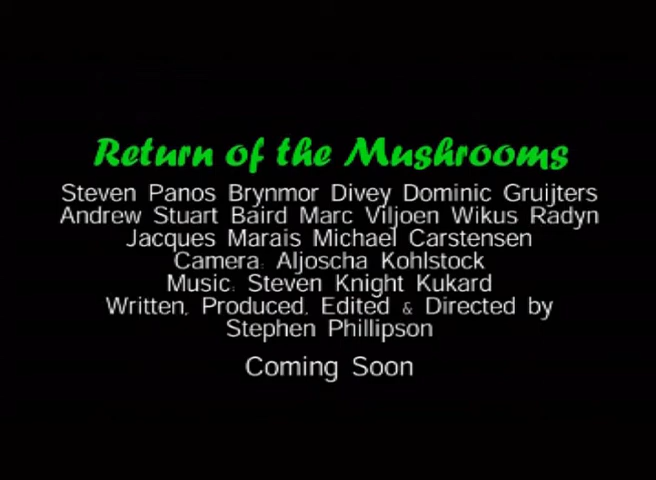 Return of the Mushrooms
Steven Panos Brynmor Divey Dominic Gruijters
Andrew Stuart Baird Marc Viljoen Wikus Radyn
Jacques Marais Michael Carstensen
Camera: Aljoscha Kohlstock
Music: Steven Knight Kukard
Written, Produced, Edited & Directed by
Stephen Phillipson
Coming Soon